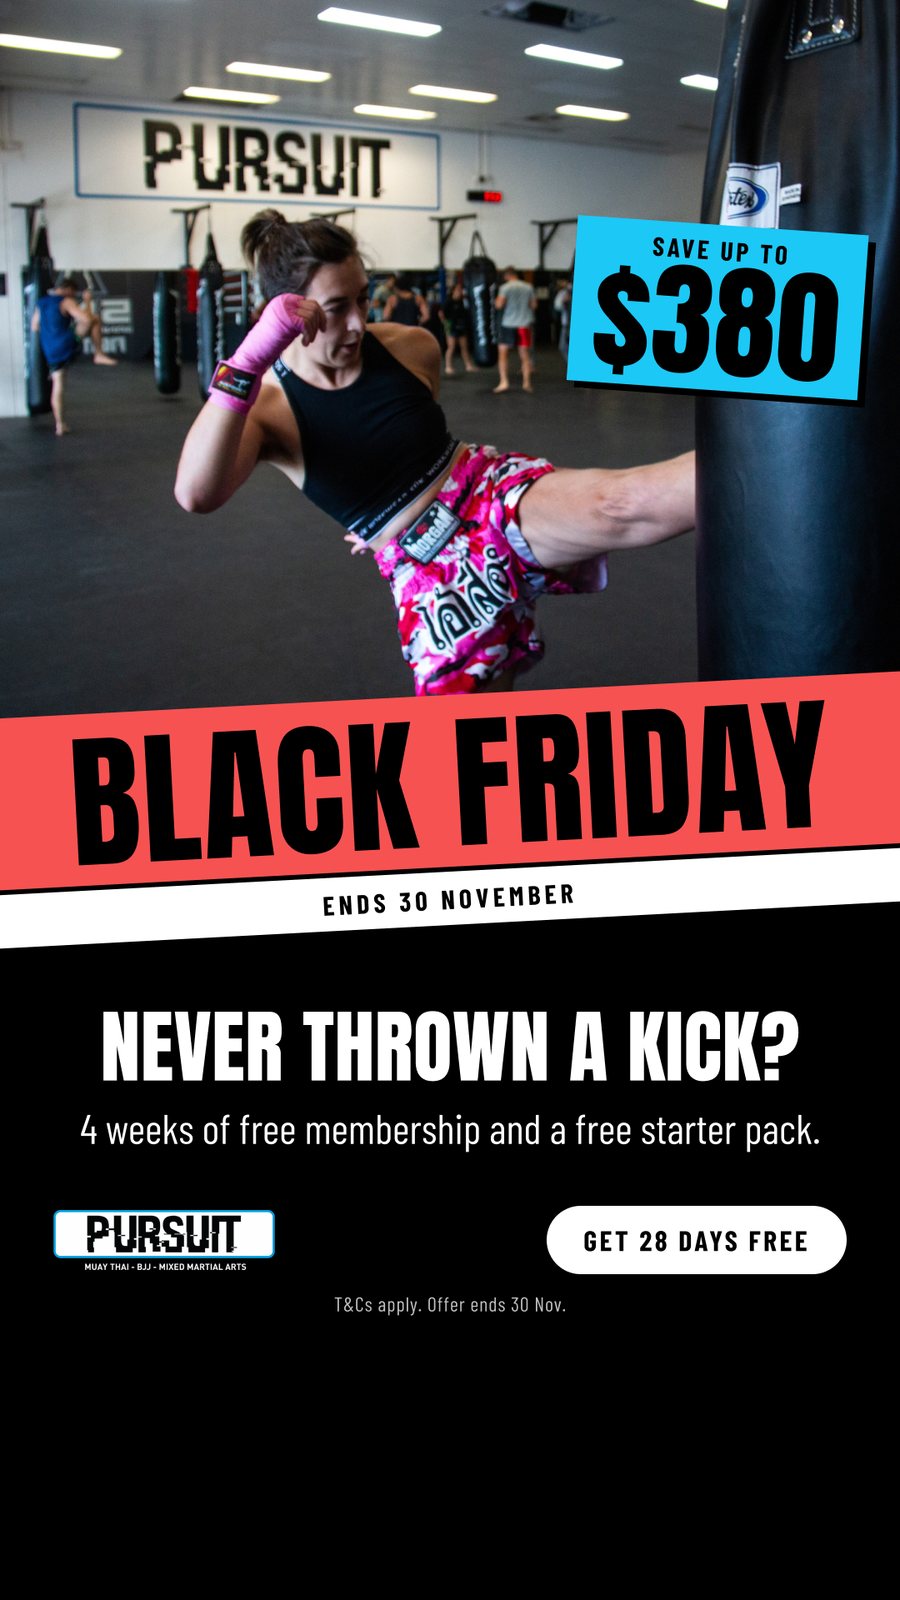 PURSUIT
SAVE UP TO
$380
MORGAN
BLACK FRIDAY
ENDS 30 NOVEMBER
NEVER THROWN A KICK?
4 weeks of free membership and a free starter pack.
PURSUIT
MUAY THAI - BJJ - MIXED MARTIAL ARTS
GET 28 DAYS FREE
T&Cs apply. Offer ends 30 Nov.